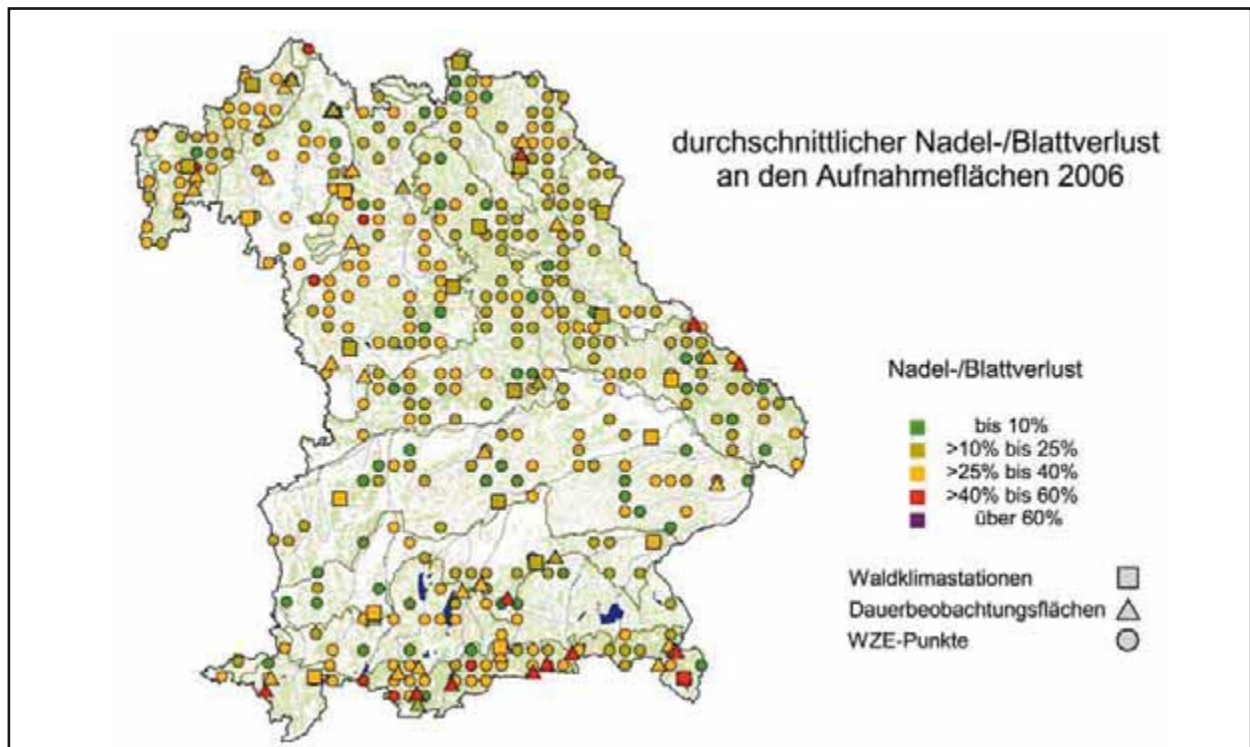 durchschnittlicher Nadel-/Blattverlust
an den Aufnahmeflächen 2006
Nadel-/Blattverlust
bis 10%
>10% bis 25%
>25% bis 40%
>40% bis 60%
über 60%
Waldklimastationen
Dauerbeobachtungsflächen
WZE-Punkte